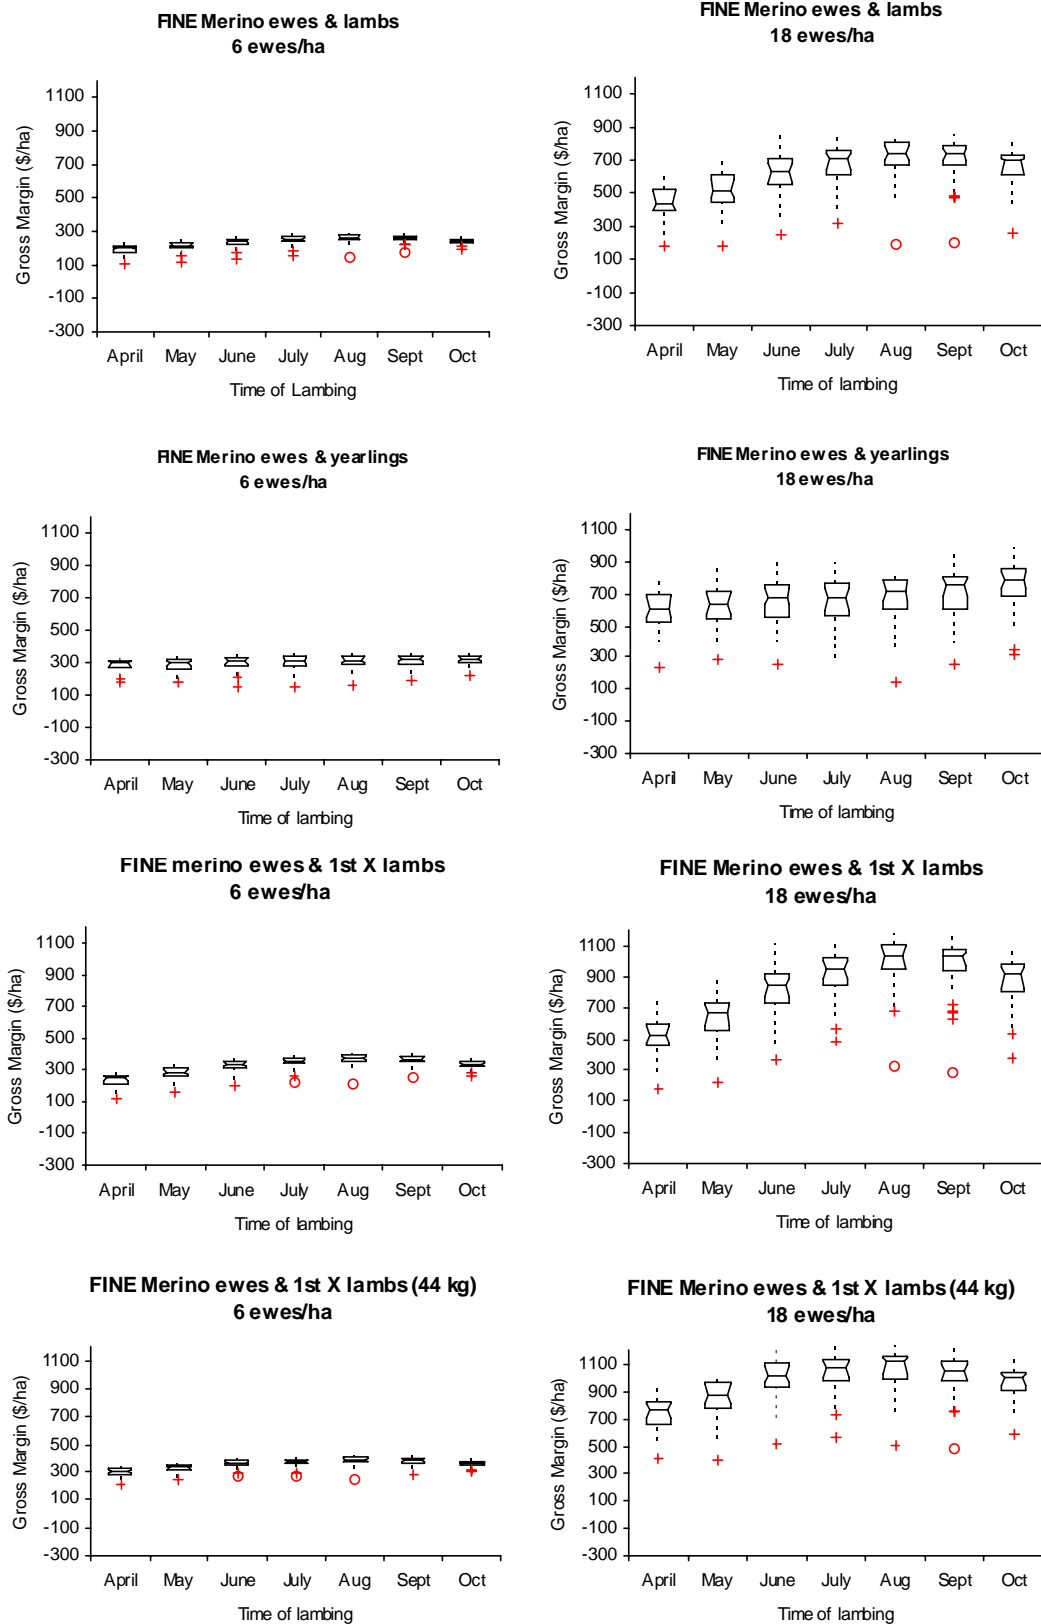 FINE Merino ewes & lambs
6 ewes/ha
Gross Margin ($/ha)
1100
900
700
500
300
100
-100
-300
April May June July Aug Sept Oct
Time of Lambing
FINE Merino ewes & lambs
18 ewes/ha
Gross Margin ($/ha)
1100
900
700
500
300
100
-100
-300
April May June July Aug Sept Oct
Time of lambing
FINE Merino ewes & yearlings
6 ewes/ha
Gross Margin ($/ha)
1100
900
700
500
300
100
-100
-300
April May June July Aug Sept Oct
Time of lambing
FINE Merino ewes & yearlings
18 ewes/ha
Gross Margin ($/ha)
1100
900
700
500
300
100
-100
-300
April May June July Aug Sept Oct
Time of lambing
FINE merino ewes & 1st X lambs
6 ewes/ha
Gross Margin ($/ha)
1100
900
700
500
300
100
-100
-300
April May June July Aug Sept Oct
Time of lambing
FINE Merino ewes & 1st X lambs
18 ewes/ha
Gross Margin ($/ha)
1100
900
700
500
300
100
-100
-300
April May June July Aug Sept Oct
Time of lambing
FINE Merino ewes & 1st X lambs (44 kg)
6 ewes/ha
Gross Margin ($/ha)
1100
900
700
500
300
100
-100
-300
April May June July Aug Sept Oct
Time of lambing
FINE Merino ewes & 1st X lambs (44 kg)
18 ewes/ha
Gross Margin ($/ha)
1100
900
700
500
300
100
-100
-300
April May June July Aug Sept Oct
Time of lambing